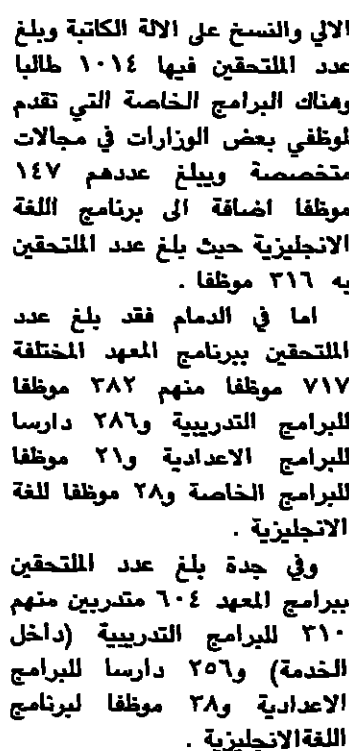 الالي والنسخ على الالة الكاتبة وبلغ
عدد الملتحقين فيها ١٠١٤ طالبا
وهناك البرامج الخاصة التي تقدم
لموظفي بعض الوزارات في مجالات
متخصصة ويبلغ عددهم ١٤٧
موظفا اضافة الى برنامج اللغة
الانجليزية حيث بلغ عدد الملتحقين
به ٣١٦ موظفا .
اما في الدمام فقد بلغ عدد
الملتحقين ببرنامج المعهد المختلفة
٧١٧ موظفا منهم ٣٨٢ موظفا
للبرامج التدريبية و٢٨٦ دارسا
للبرامج الاعدادية و٢١ موظفا
للبرامج الخاصة و٢٨ موظفا للغة
الانجليزية .
وفي جدة بلغ عدد الملتحقين
ببرامج المعهد ٦٠٤ متدربين منهم
٣١٠ للبرامج التدريبية (داخل
الخدمة) و٢٥٦ دارسا للبرامج
الاعدادية و٣٨ موظفا لبرنامج
اللغةالانجليزية .